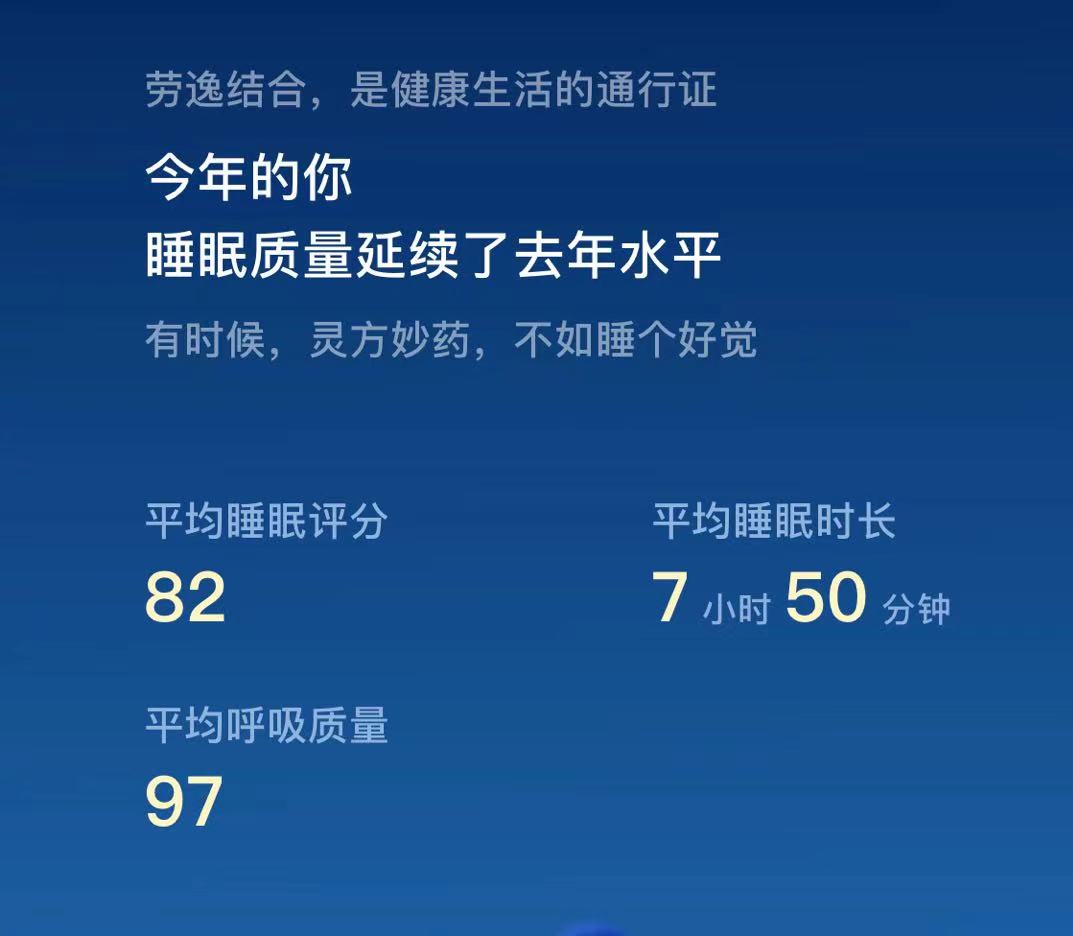 劳逸结合，是健康生活的通行证
今年的你
睡眠质量延续了去年水平
有时候，灵方妙药，不如睡个好觉
平均睡眠评分
82
平均睡眠时长
7 小时 50 分钟
平均呼吸质量
97